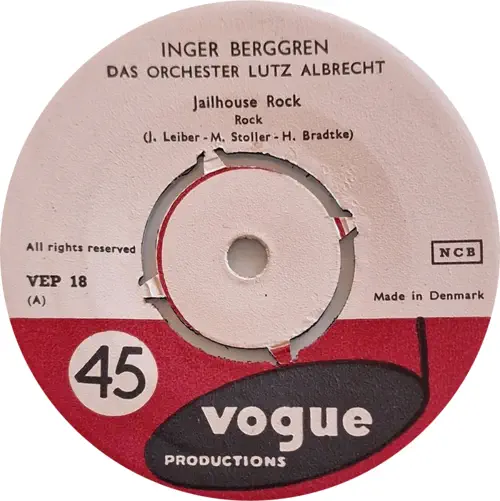 INGER BERGGREN
DAS ORCHESTER LUTZ ALBRECHT
Jailhouse Rock
Rock
(J. Leiber - M. Stoller - H. Bradtke)
All rights reserved
NCB
VEP 18
(A)
Made in Denmark
45
vogue
PRODUCTIONS